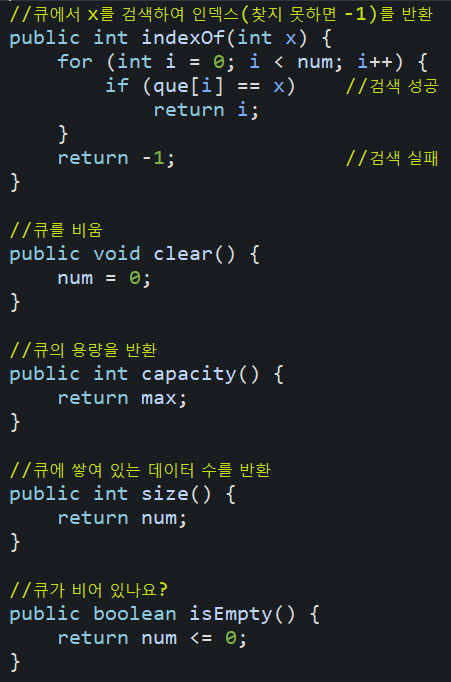 //큐에서 x를 검색하여 인덱스(찾지 못하면 -1)를 반환
public int indexOf(int x) {
    for (int i = 0; i < num; i++) {
        if (que[i] == x)    //검색 성공
            return i;
    }
    return -1;              //검색 실패
}

//큐를 비움
public void clear() {
    num = 0;
}

//큐의 용량을 반환
public int capacity() {
    return max;
}

//큐에 쌓여 있는 데이터 수를 반환
public int size() {
    return num;
}

//큐가 비어 있나요?
public boolean isEmpty() {
    return num <= 0;
}